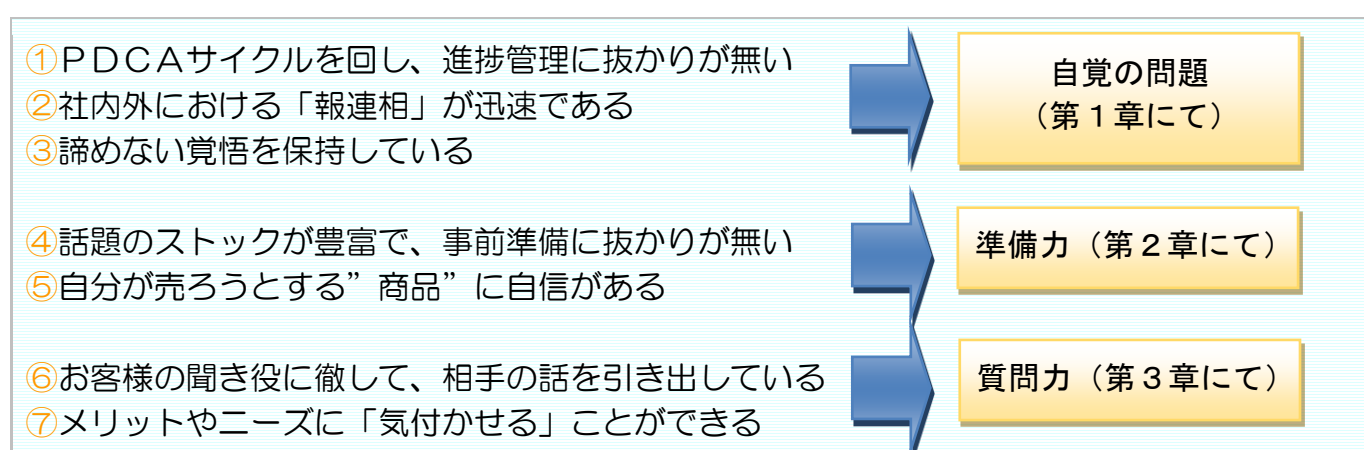 ①PDCAサイクルを回し、進捗管理に抜かりが無い
②社内外における「報連相」が迅速である
③諦めない覚悟を保持している
自覚の問題
(第1章にて)
④話題のストックが豊富で、事前準備に抜かりが無い
⑤自分が売ろうとする”商品”に自信がある
準備力(第2章にて)
⑥お客様の聞き役に徹して、相手の話を引き出している
⑦メリットやニーズに「気付かせる」ことができる
質問力(第3章にて)